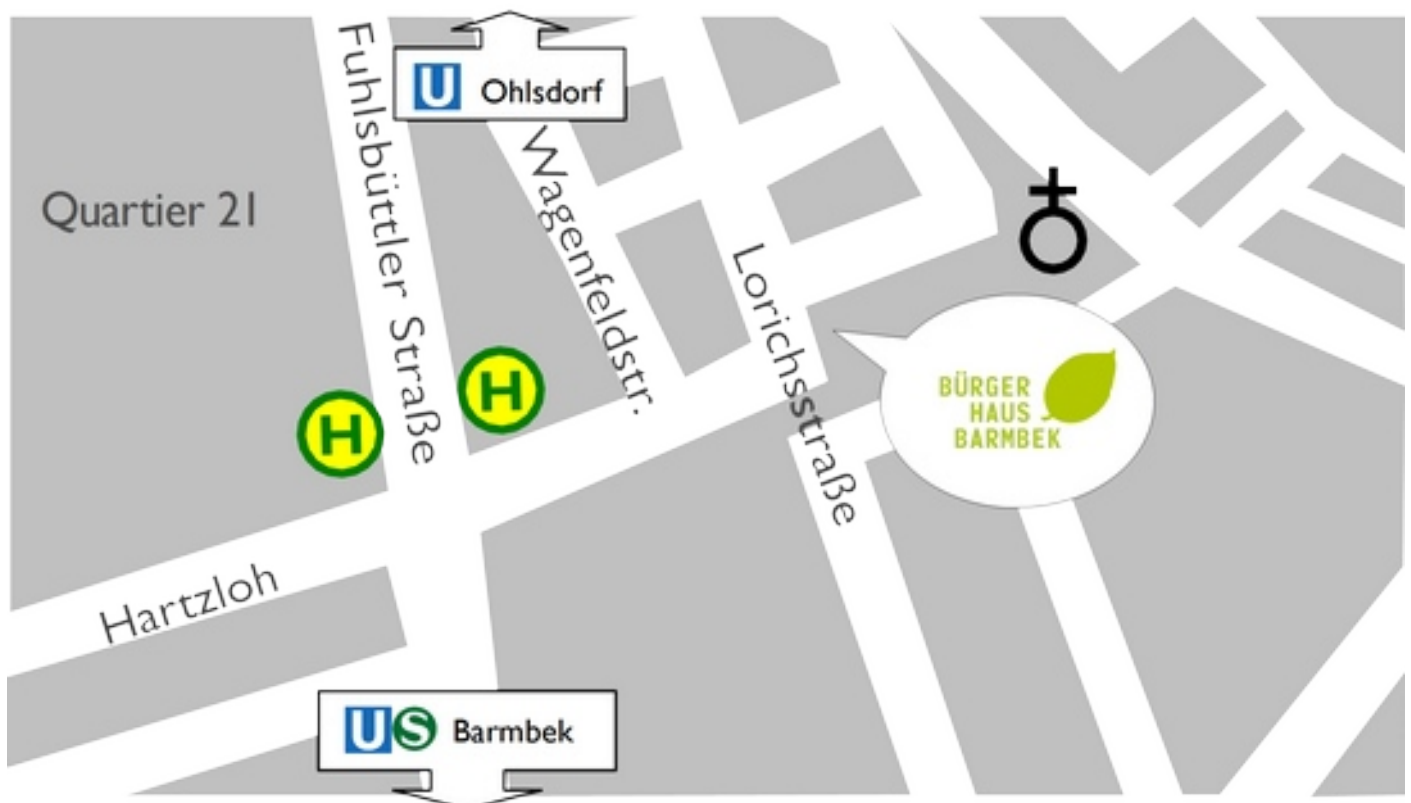 Fuhlsbüttler Straße
U Ohlsdorf
Wagenfeldstr.
Quartier 21
Lorichsstraße
BÜRGER
HAUS
BARMBEK
H
H
Hartzloh
U S Barmbek